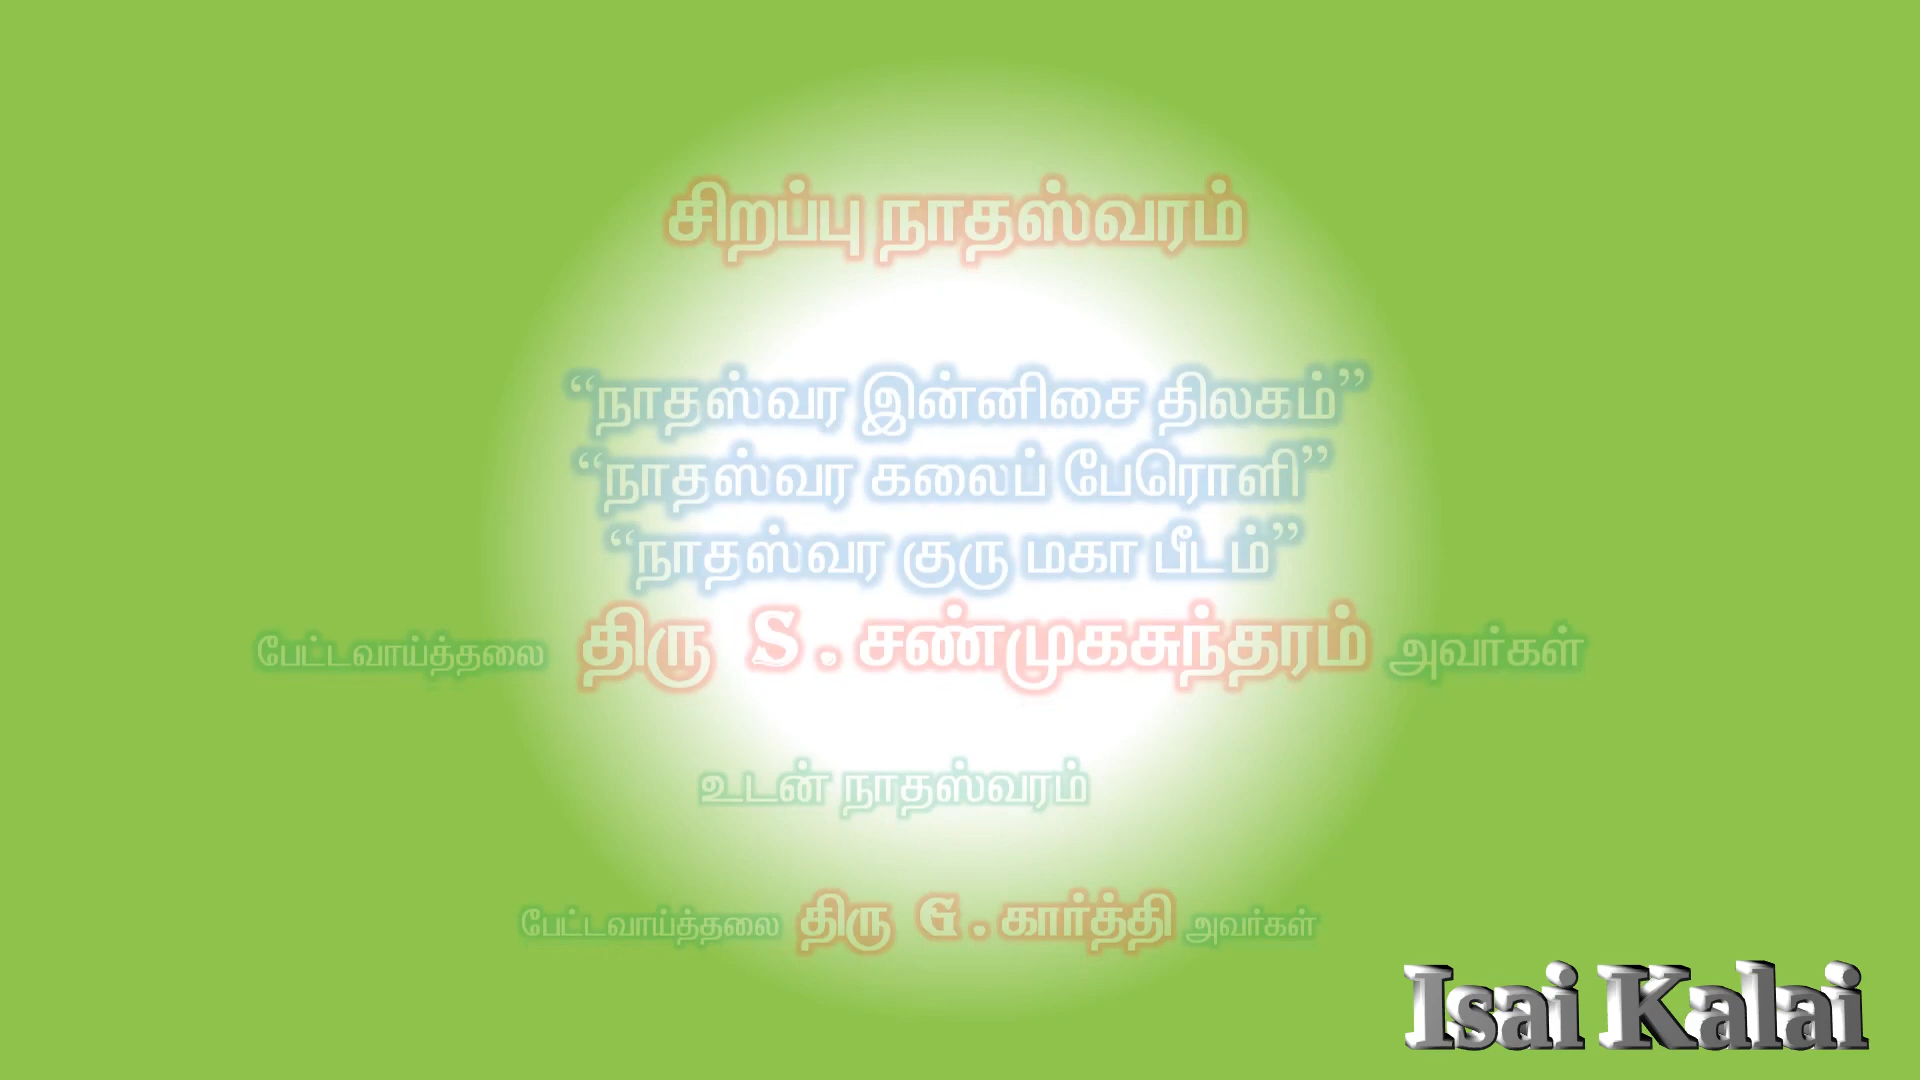 சிறப்பு நாதஸ்வரம்
“நாதஸ்வர இன்னிசை திலகம்”
“நாதஸ்வர கலைப் பேரொளி”
“நாதஸ்வர குரு மகா பீடம்”
பேட்டவாய்த்தலை திரு S . சண்முகசுந்தரம் அவர்கள்
உடன் நாதஸ்வரம்
பேட்டவாய்த்தலை திரு G . கார்த்தி அவர்கள்
Isai Kalai